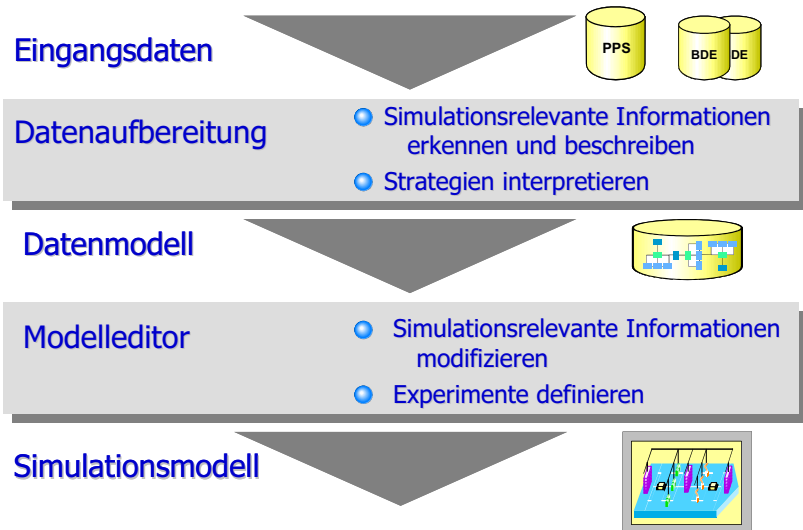 Eingangsdaten
PPS
BDE
DE
Datenaufbereitung
Simulationsrelevante Informationen
erkennen und beschreiben
Strategien interpretieren
Datenmodell
Modelleditor
Simulationsrelevante Informationen
modifizieren
Experimente definieren
Simulationsmodell